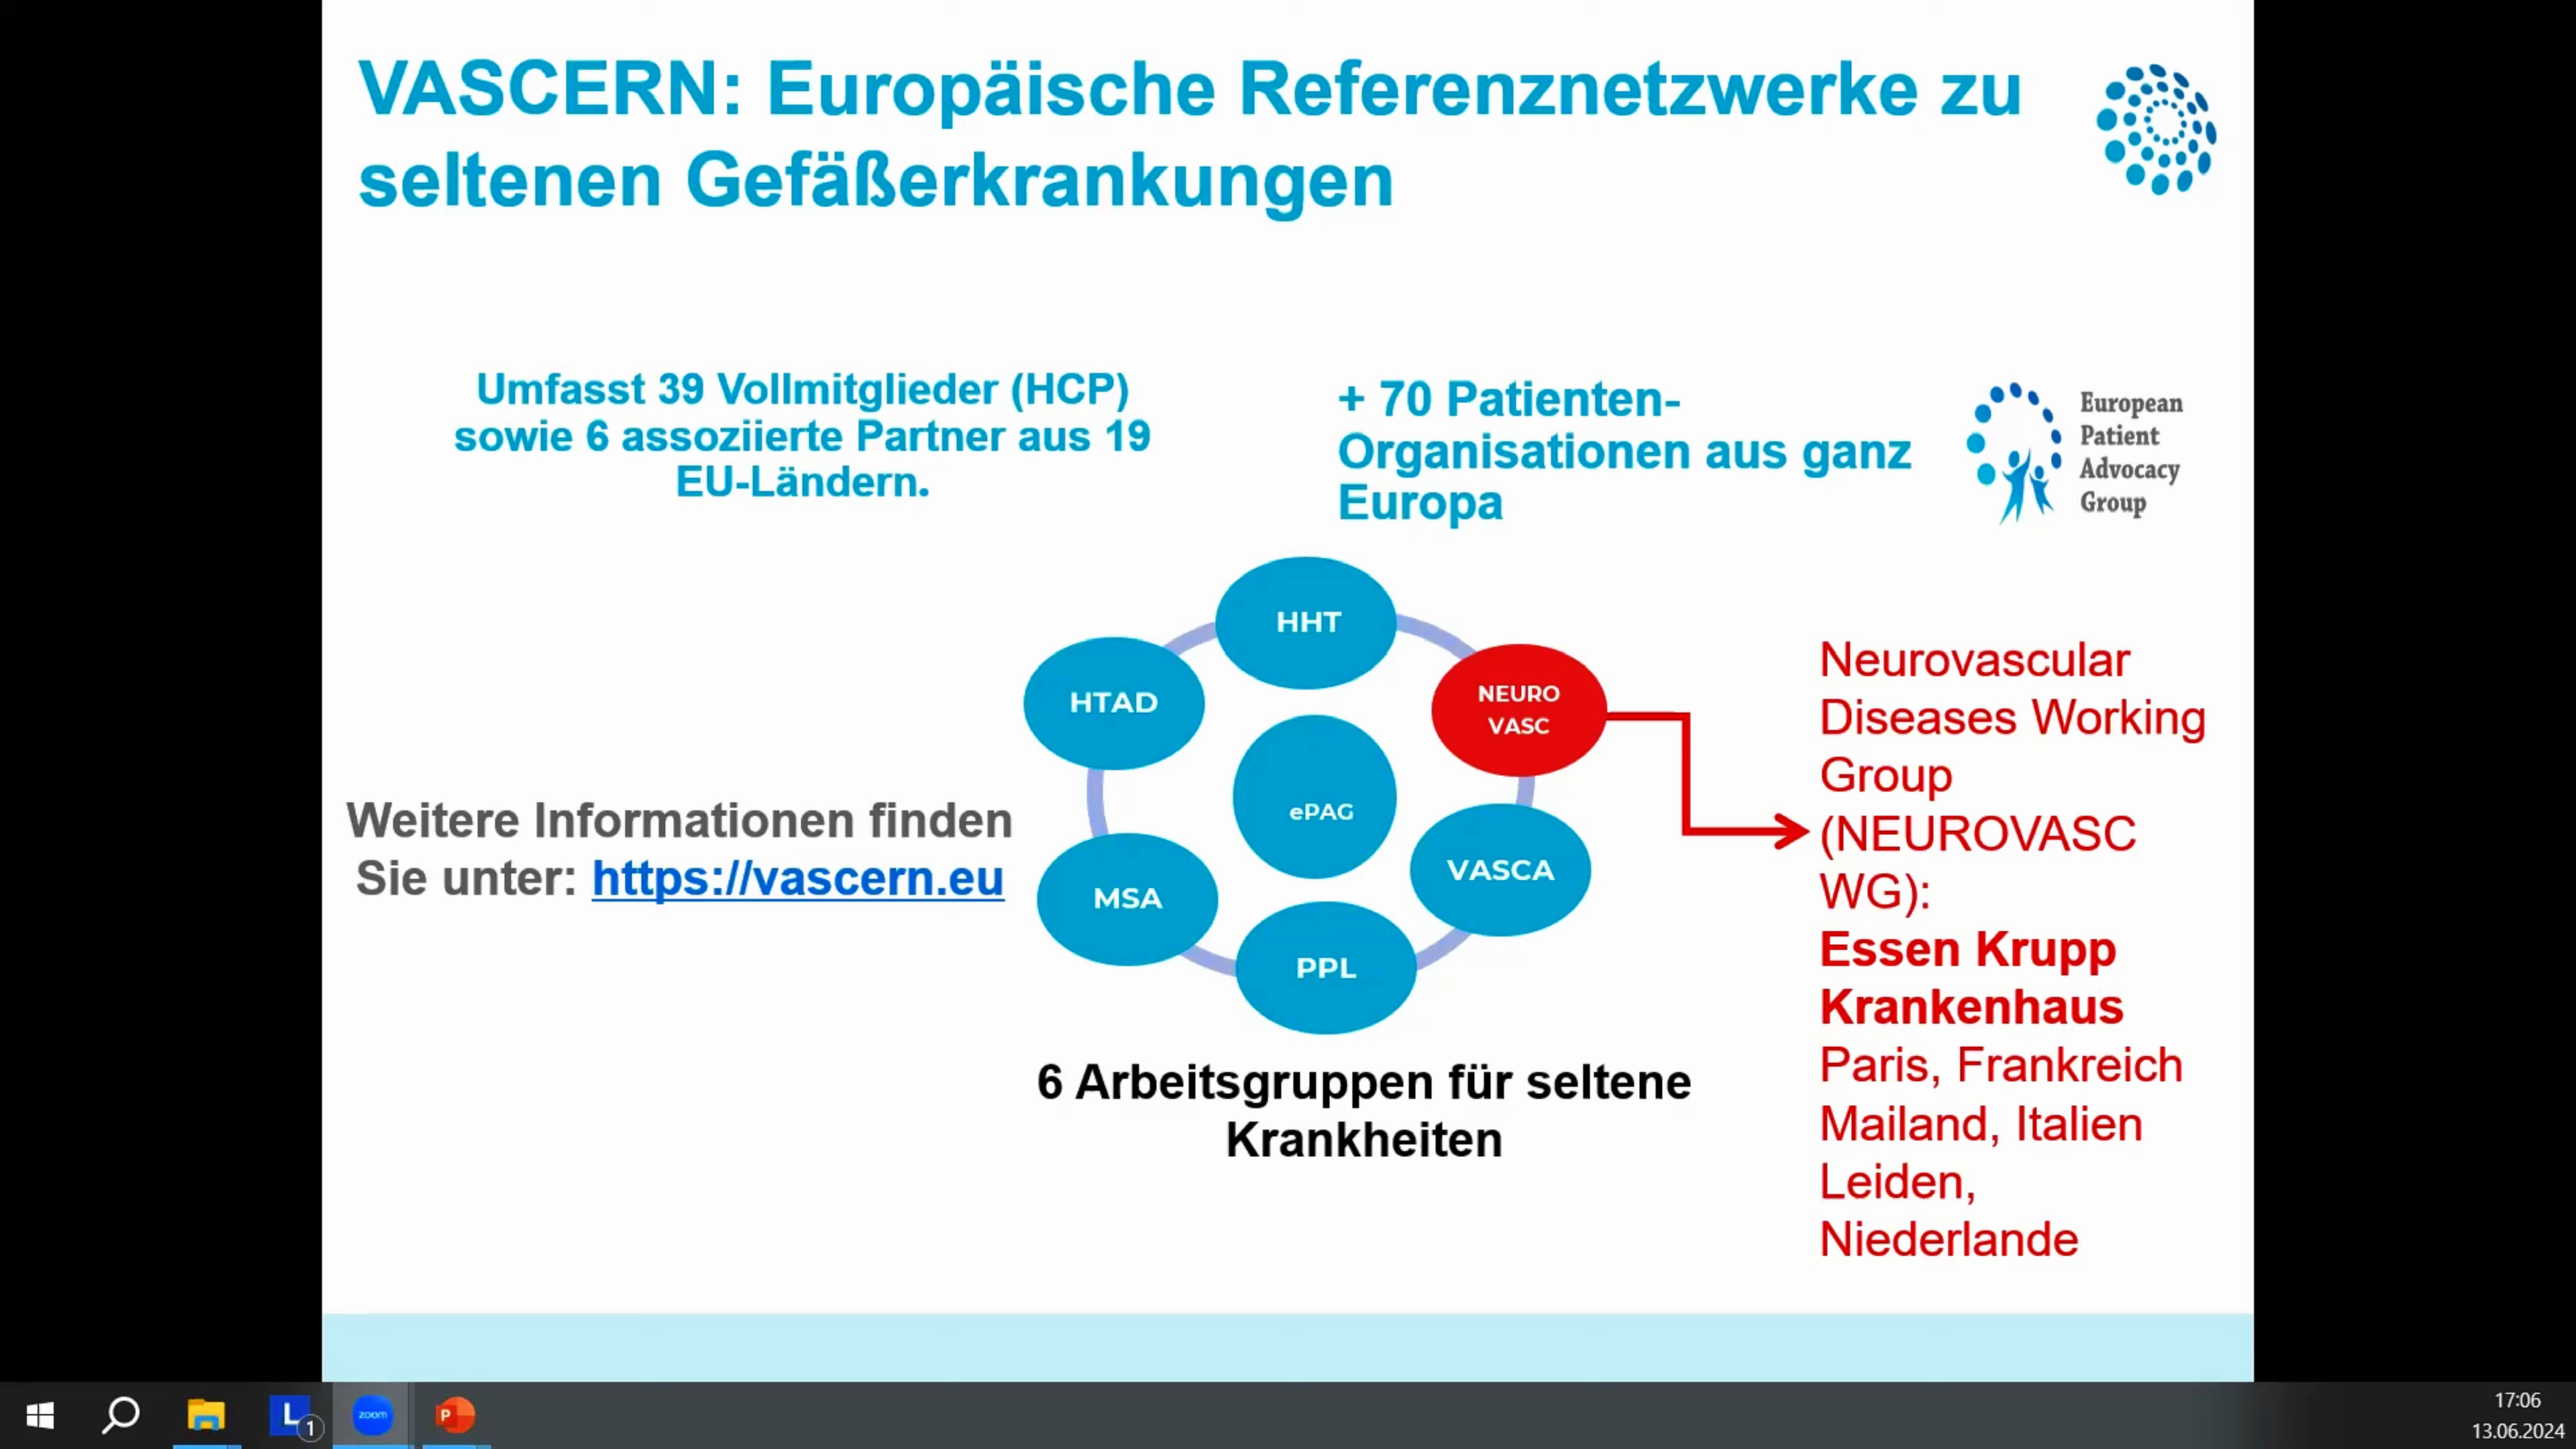 VASCERN: Europäische Referenznetzwerke zu
seltenen Gefäßerkrankungen
Umfasst 39 Vollmitglieder (HCP)
sowie 6 assoziierte Partner aus 19
EU-Ländern.
+ 70 Patienten-
Organisationen aus ganz
Europa
European
Patient
Advocacy
Group
HHT
HTAD
NEURO
VASC
ePAG
VASCA
MSA
PPL
Weitere Informationen finden
Sie unter: https://vascern.eu
6 Arbeitsgruppen für seltene
Krankheiten
Neurovascular
Diseases Working
Group
(NEUROVASC
WG):
Essen Krupp
Krankenhaus
Paris, Frankreich
Mailand, Italien
Leiden,
Niederlande
L
1
zoom
P
17:06
13.06.2024